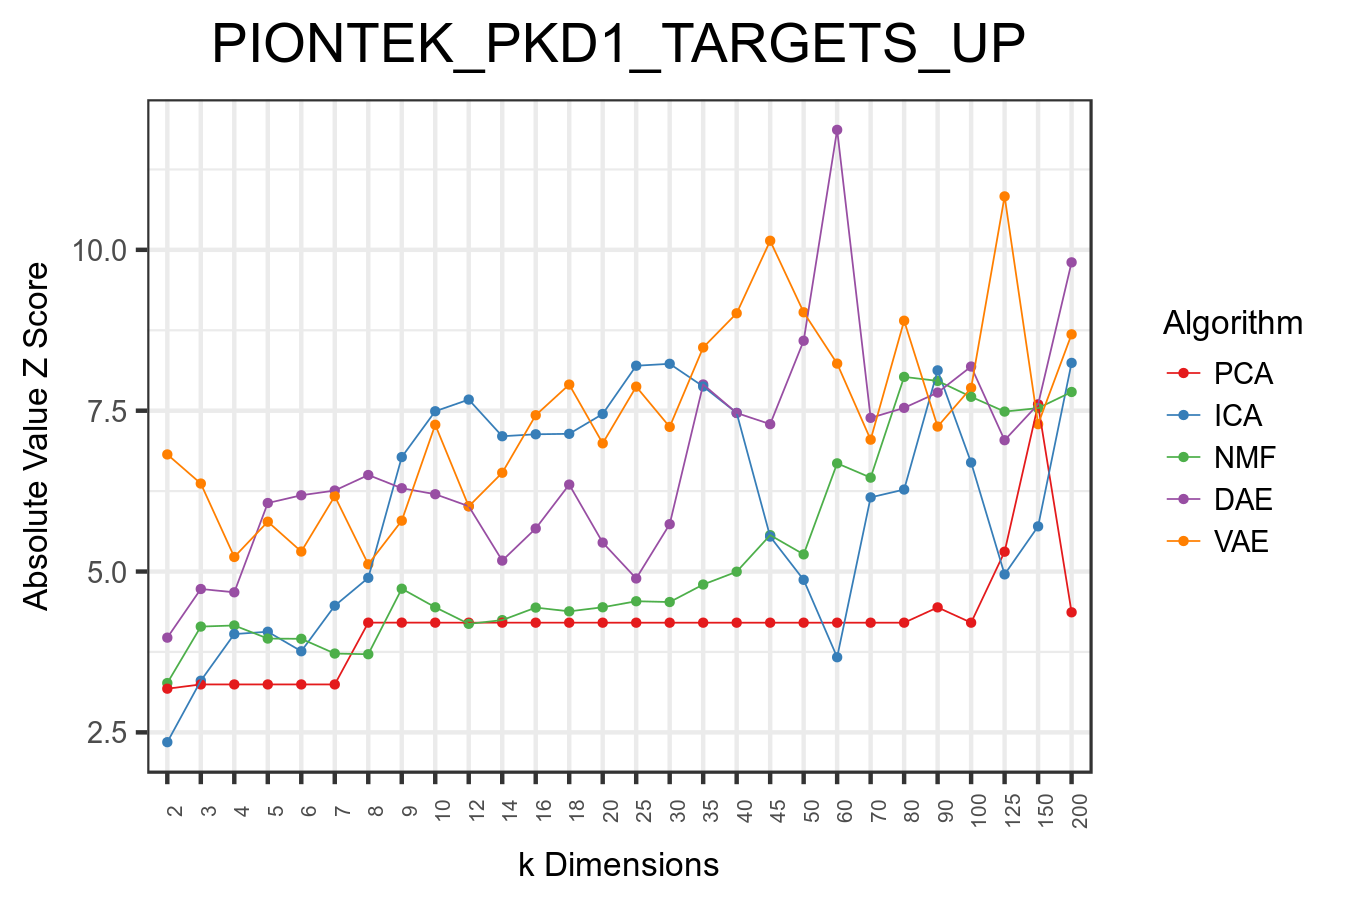 PIONTEK_PKD1_TARGETS_UP
Absolute Value Z Score
10.0
7.5
5.0
2.5
2 3 4 5 6 7 8 9 10 12 14 16 18 20 25 30 35 40 45 50 60 70 80 90 100 125 150 200
k Dimensions
Algorithm
PCA
ICA
NMF
DAE
VAE